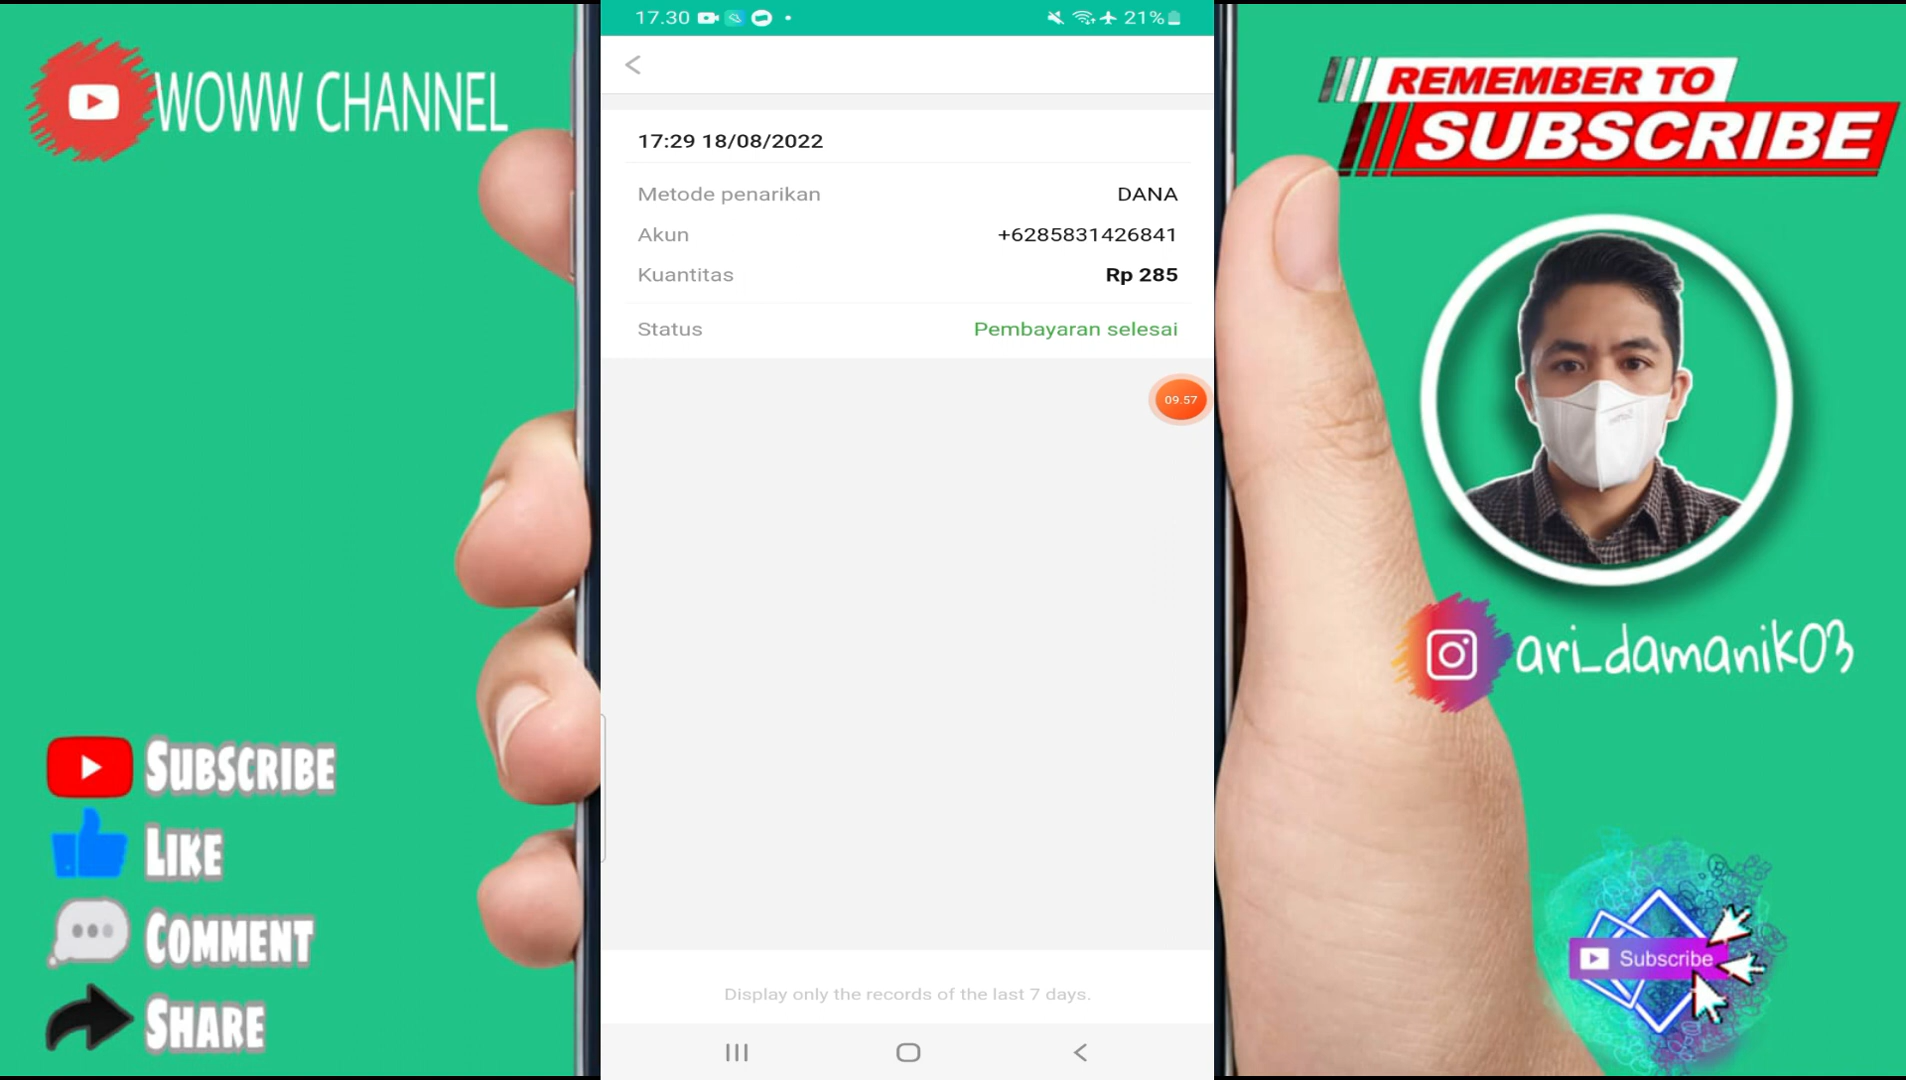 WOWW CHANNEL
17.30
21%
REMEMBER TO
SUBSCRIBE
17:29 18/08/2022
Metode penarikan DANA
Akun +6285831426841
Kuantitas Rp 285
Status Pembayaran selesai
09.57
ari_damanik03
SUBSCRIBE
LIKE
COMMENT
SHARE
Subscribe
Display only the records of the last 7 days.